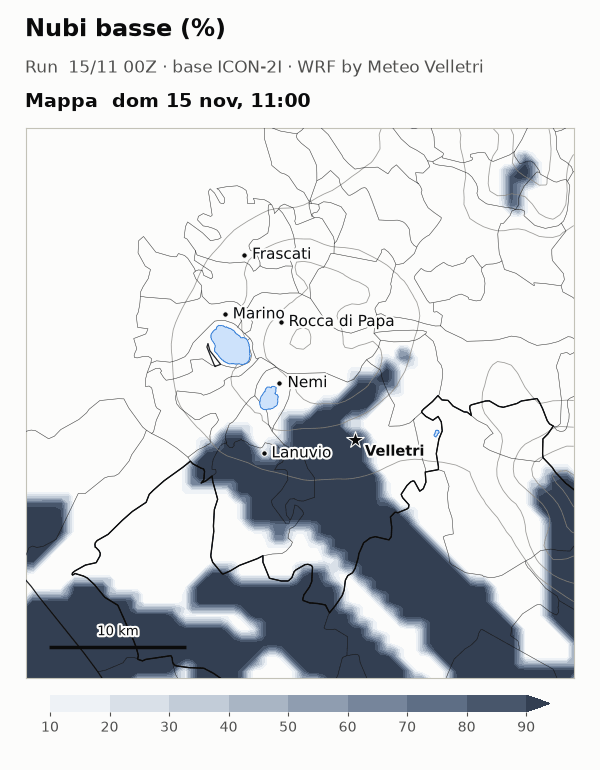 Nubi basse (%)
Run  15/11 00Z · base ICON-2I · WRF by Meteo Velletri
Mappa  dom 15 nov, 11:00
Frascati
Marino
Rocca di Papa
Nemi
Velletri
Lanuvio
10 km
10 20 30 40 50 60 70 80 90